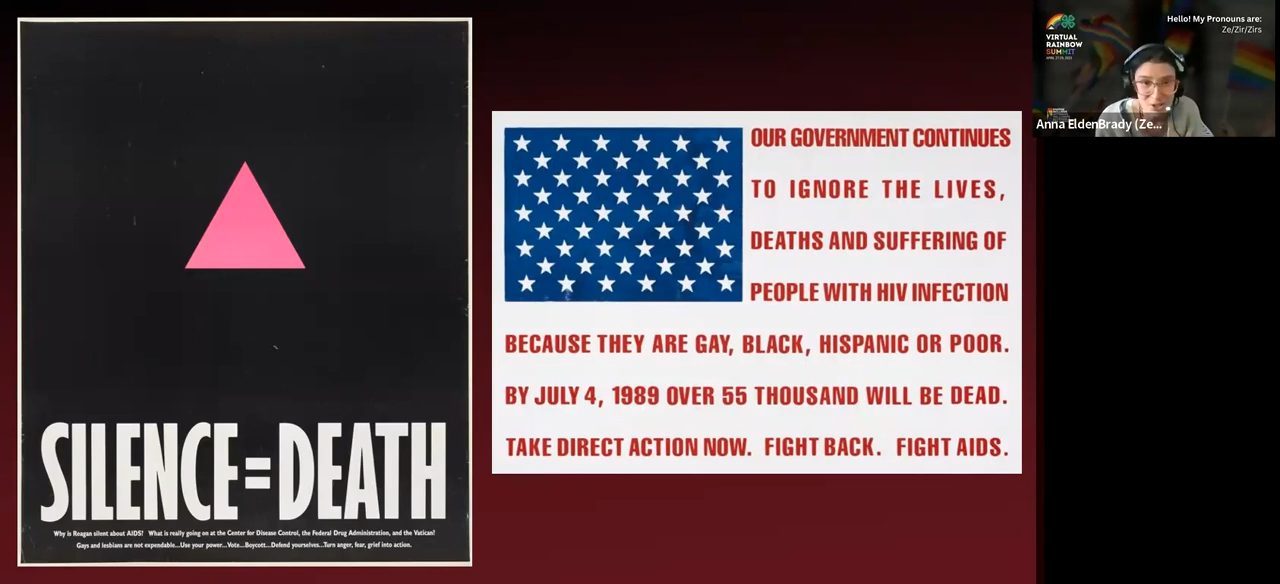 SILENCE=DEATH
Why is Reagan silent about AIDS? What is really going on at the Center for Disease Control, the Federal Drug Administration, and the Vatican?
Gays and lesbians are not expendable...Use your power...Vote...Boycott...Defend yourselves...Turn anger, fear, grief into action.
OUR GOVERNMENT CONTINUES
TO IGNORE THE LIVES,
DEATHS AND SUFFERING OF
PEOPLE WITH HIV INFECTION
BECAUSE THEY ARE GAY, BLACK, HISPANIC OR POOR.
BY JULY 4, 1989 OVER 55 THOUSAND WILL BE DEAD.
TAKE DIRECT ACTION NOW. FIGHT BACK. FIGHT AIDS.
VIRTUAL
RAINBOW
SUMMIT
Hello! My Pronouns are:
Ze/Zir/Zirs
Anna EldenBrady (Ze...